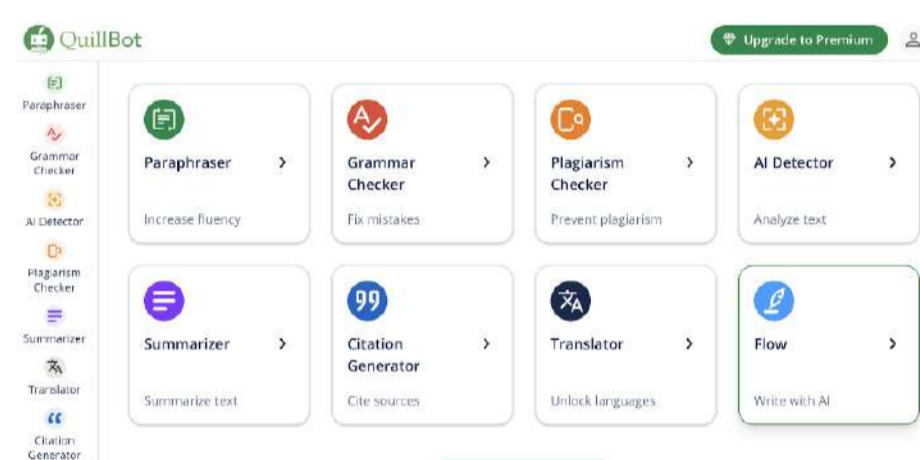 QuillBot
Upgrade to Premium
Paraphraser
Grammar
Checker
AI Detector
Plagiarism
Checker
Summarizer
Translator
Citation
Generator
Paraphraser
Increase fluency
Grammar
Checker
Fix mistakes
Plagiarism
Checker
Prevent plagiarism
AI Detector
Analyze text
Summarizer
Summarize text
99
Citation
Generator
Cite sources
Translator
Unlock languages
Flow
Write with AI